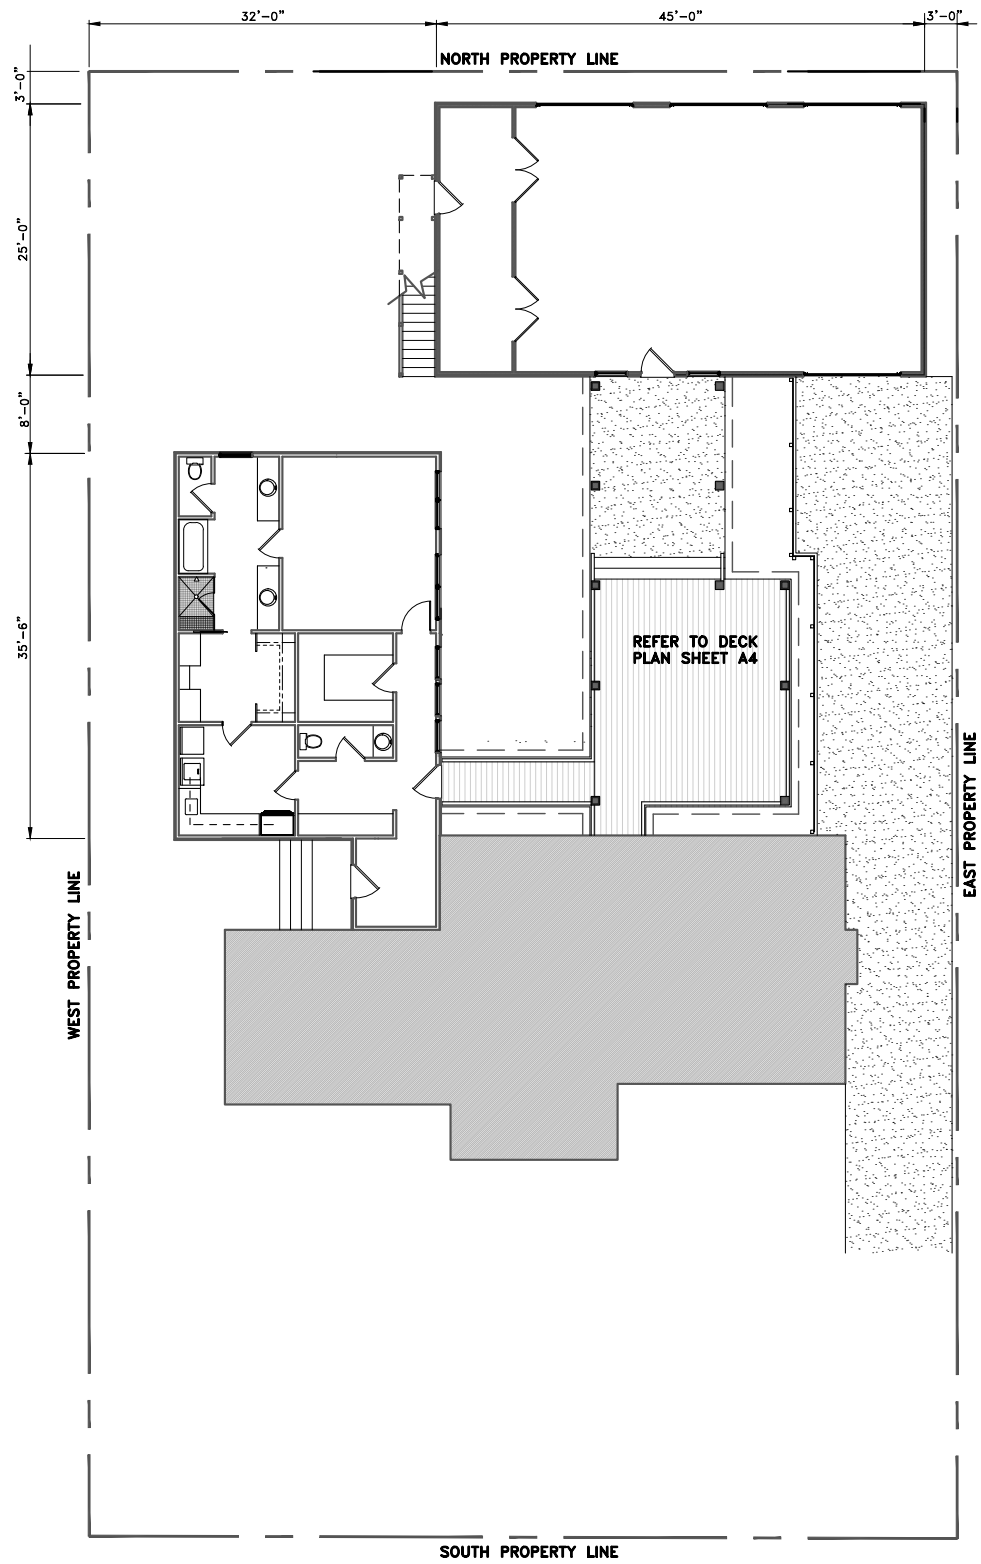 32'-0"
45'-0"
3'-0"
NORTH PROPERTY LINE
3'-0"
25'-0"
8'-0"
35'-6"
REFER TO DECK
PLAN SHEET A4
EAST PROPERTY LINE
WEST PROPERTY LINE
SOUTH PROPERTY LINE